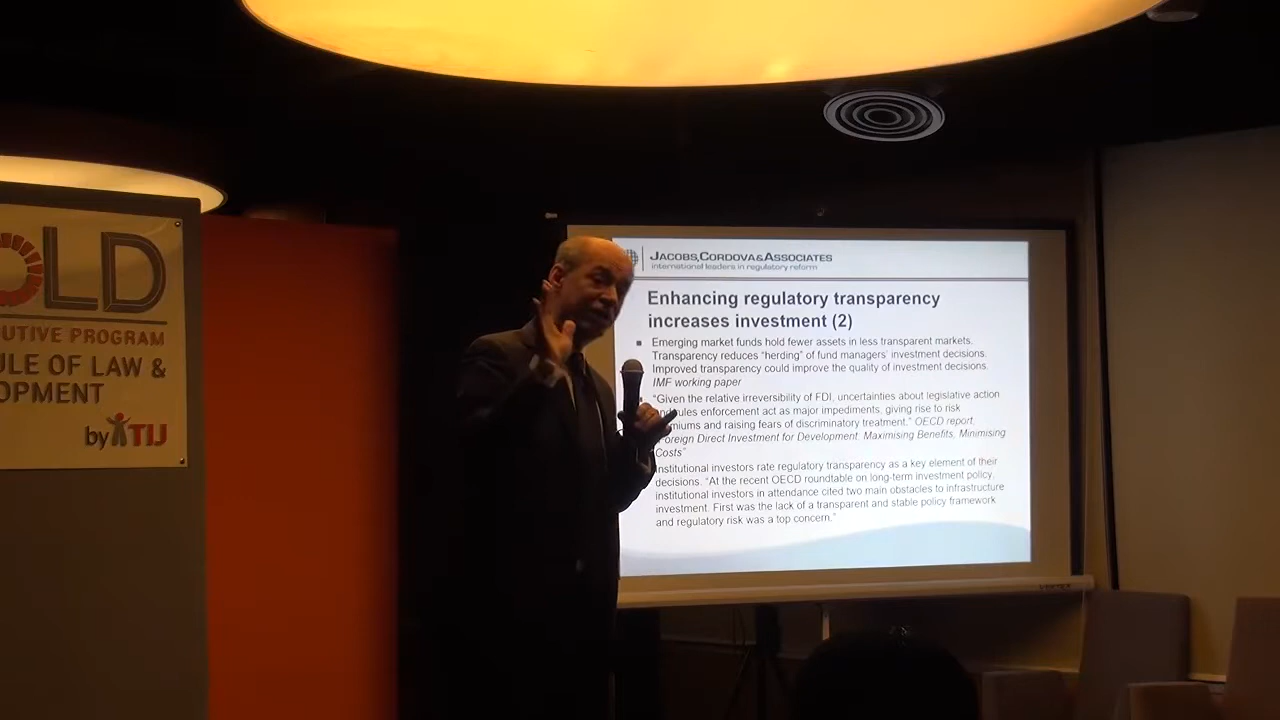 OLD
UTIVE PROGRAM
ULE OF LAW &
OPMENT
by TIJ
JACOBS, CORDOVA & ASSOCIATES
international leaders in regulatory reform
Enhancing regulatory transparency
increases investment (2)
Emerging market funds hold fewer assets in less transparent markets.
Transparency reduces "herding" of fund managers' investment decisions.
Improved transparency could improve the quality of investment decisions.
IMF working paper
"Given the relative irreversibility of FDI, uncertainties about legislative action
and rules enforcement act as major impediments, giving rise to risk
miums and raising fears of discriminatory treatment." OECD report,
Foreign Direct Investment for Development. Maximising Benefits, Minimising
Costs"
Institutional investors rate regulatory transparency as a key element of their
decisions. "At the recent OECD roundtable on long-term investment policy,
institutional investors in attendance cited two main obstacles to infrastructure
investment. First was the lack of a transparent and stable policy framework
and regulatory risk was a top concern."